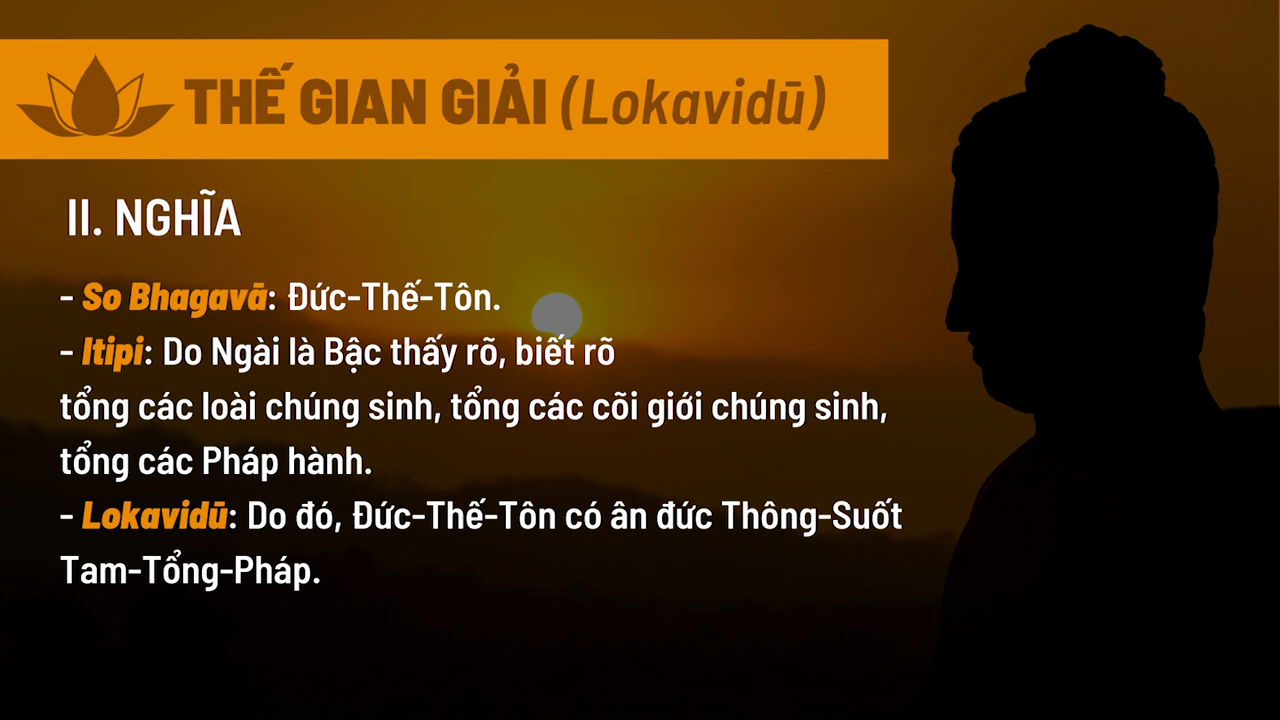 THẾ GIAN GIẢI (Lokavidū)
II. NGHĨA
- So Bhagavā: Đức-Thế-Tôn.
- Itipi: Do Ngài là Bậc thấy rõ, biết rõ
tổng các loài chúng sinh, tổng các cõi giới chúng sinh,
tổng các Pháp hành.
- Lokavidū: Do đó, Đức-Thế-Tôn có ân đức Thông-Suốt
Tam-Tổng-Pháp.